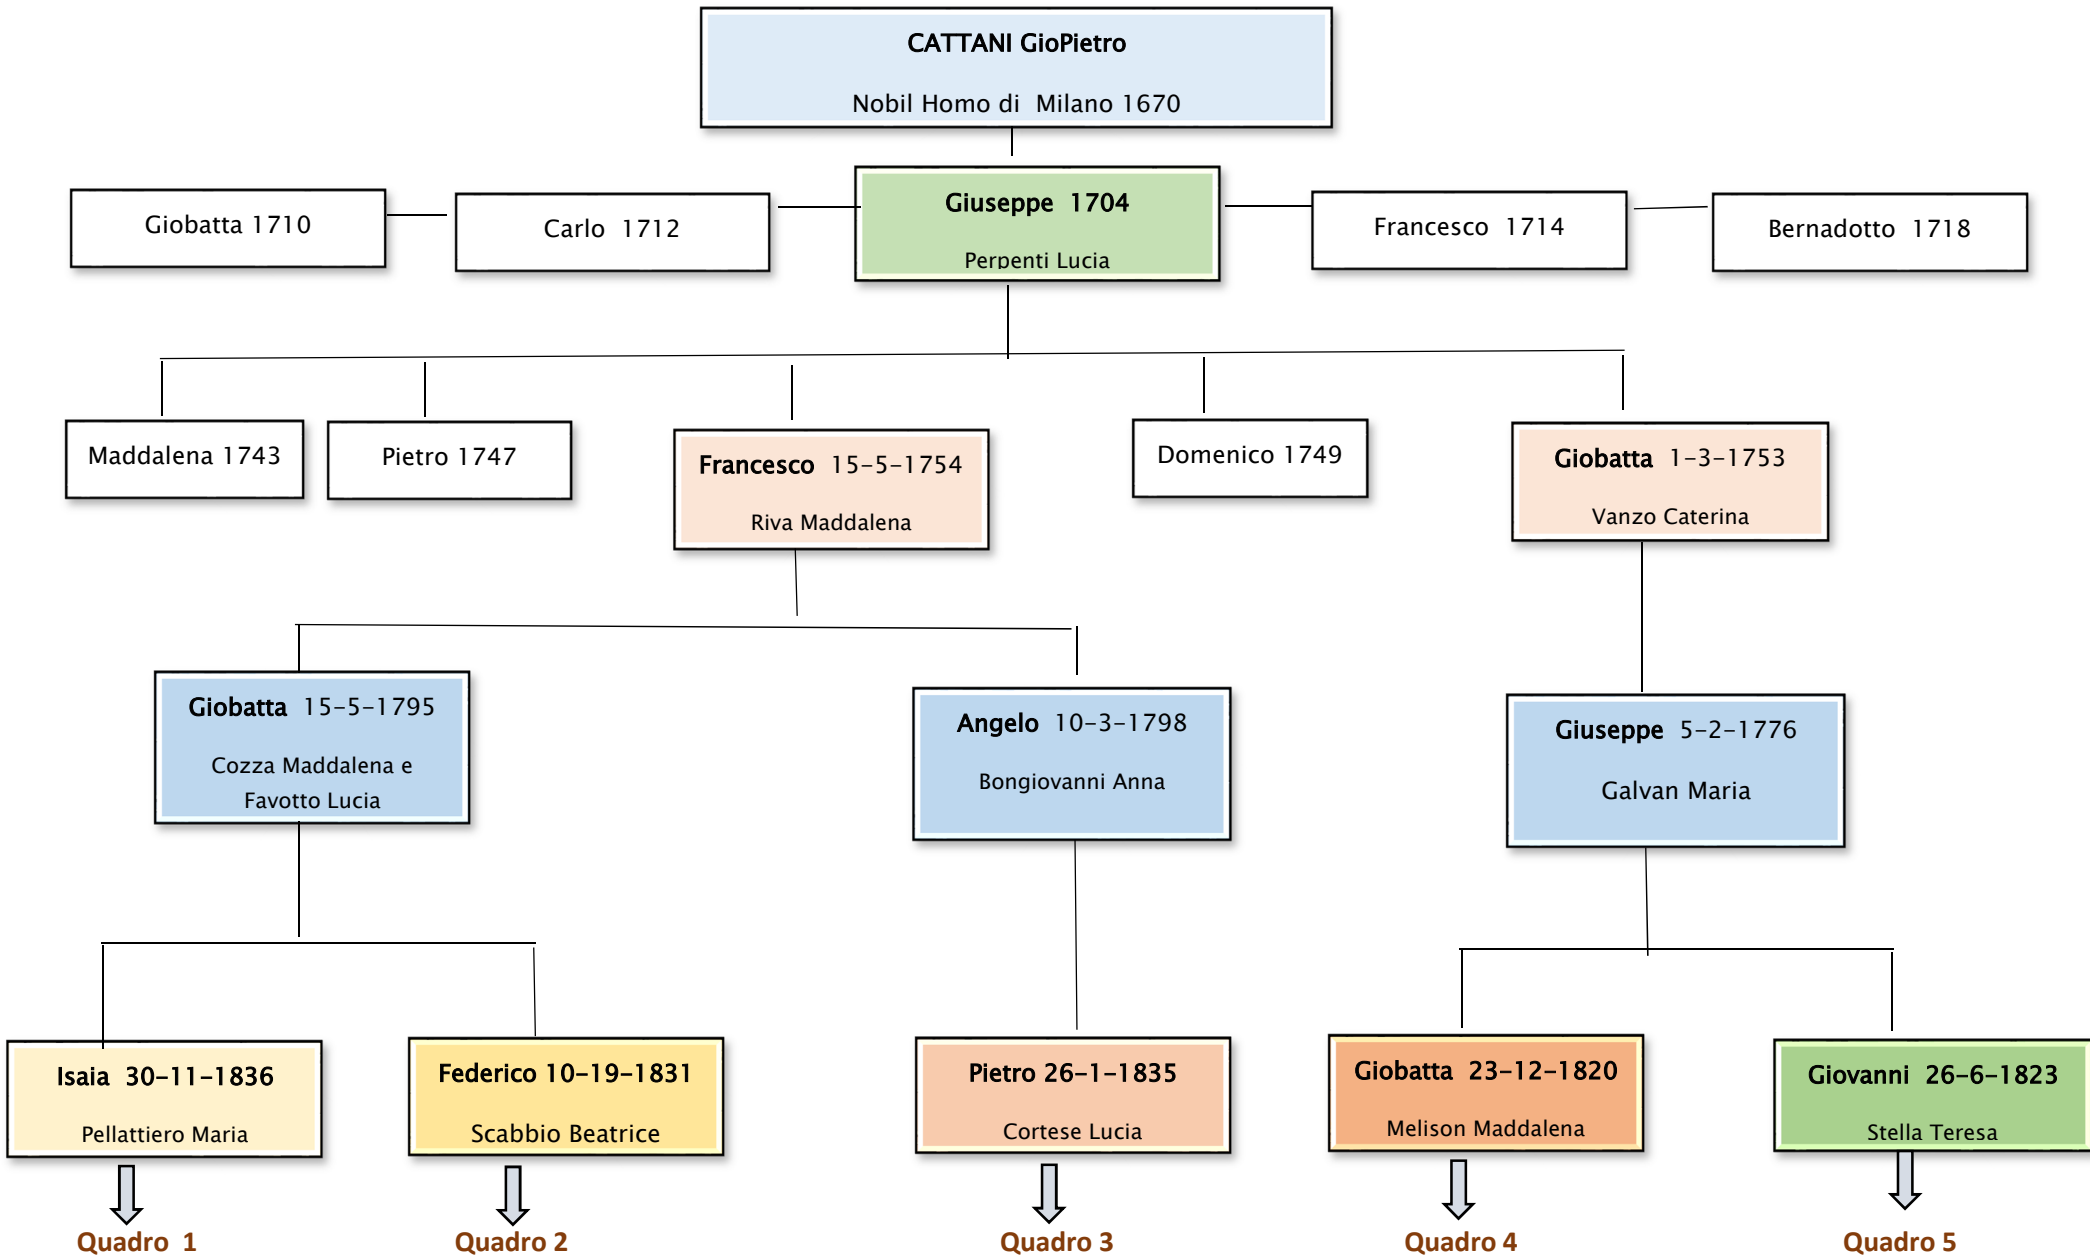 CATTANI GioPietro
Nobil Homo di Milano 1670
Giobatta 1710
Carlo 1712
Giuseppe 1704
Perpenti Lucia
Francesco 1714
Bernadotto 1718
Maddalena 1743
Pietro 1747
Francesco 15-5-1754
Riva Maddalena
Domenico 1749
Giobatta 1-3-1753
Vanzo Caterina
Giobatta 15-5-1795
Cozza Maddalena e
Favotto Lucia
Angelo 10-3-1798
Bongiovanni Anna
Giuseppe 5-2-1776
Galvan Maria
Isaia 30-11-1836
Pellattiero Maria
Federico 10-19-1831
Scabbio Beatrice
Pietro 26-1-1835
Cortese Lucia
Giobatta 23-12-1820
Melison Maddalena
Giovanni 26-6-1823
Stella Teresa
Quadro 1
Quadro 2
Quadro 3
Quadro 4
Quadro 5